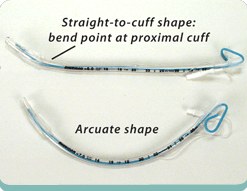 Straight-to-cuff shape:
bend point at proximal cuff
Arcuate shape